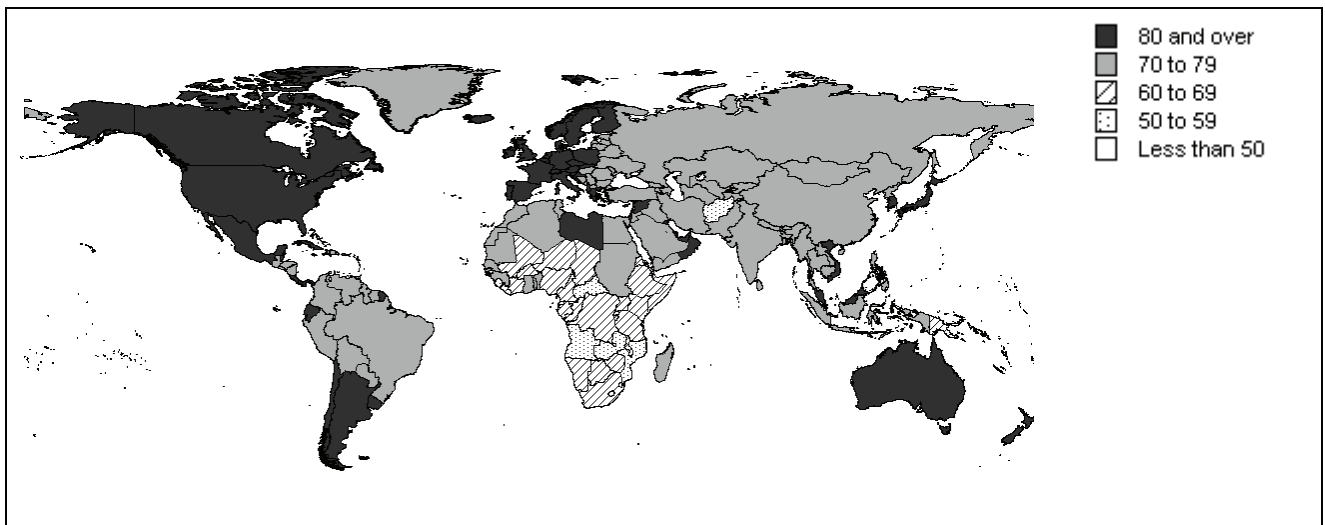 80 and over
70 to 79
60 to 69
50 to 59
Less than 50